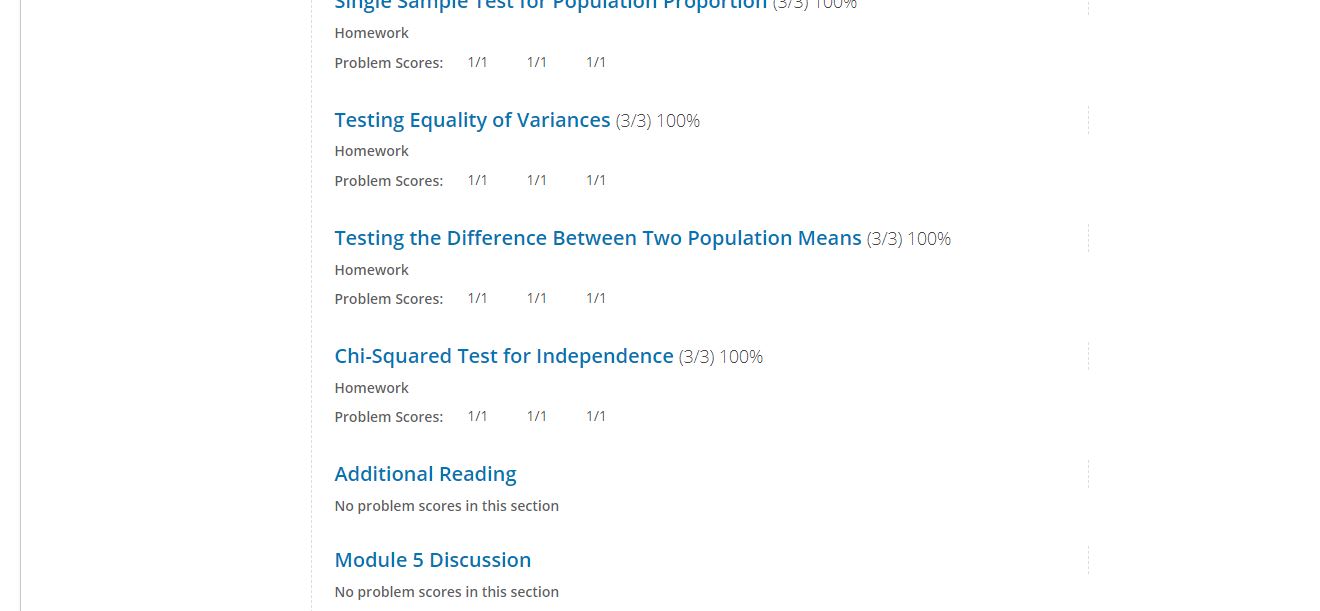 Single Sample Test for Population Proportion (3/3) 100%
Homework
Problem Scores: 1/1 1/1 1/1
Testing Equality of Variances (3/3) 100%
Homework
Problem Scores: 1/1 1/1 1/1
Testing the Difference Between Two Population Means (3/3) 100%
Homework
Problem Scores: 1/1 1/1 1/1
Chi-Squared Test for Independence (3/3) 100%
Homework
Problem Scores: 1/1 1/1 1/1
Additional Reading
No problem scores in this section
Module 5 Discussion
No problem scores in this section